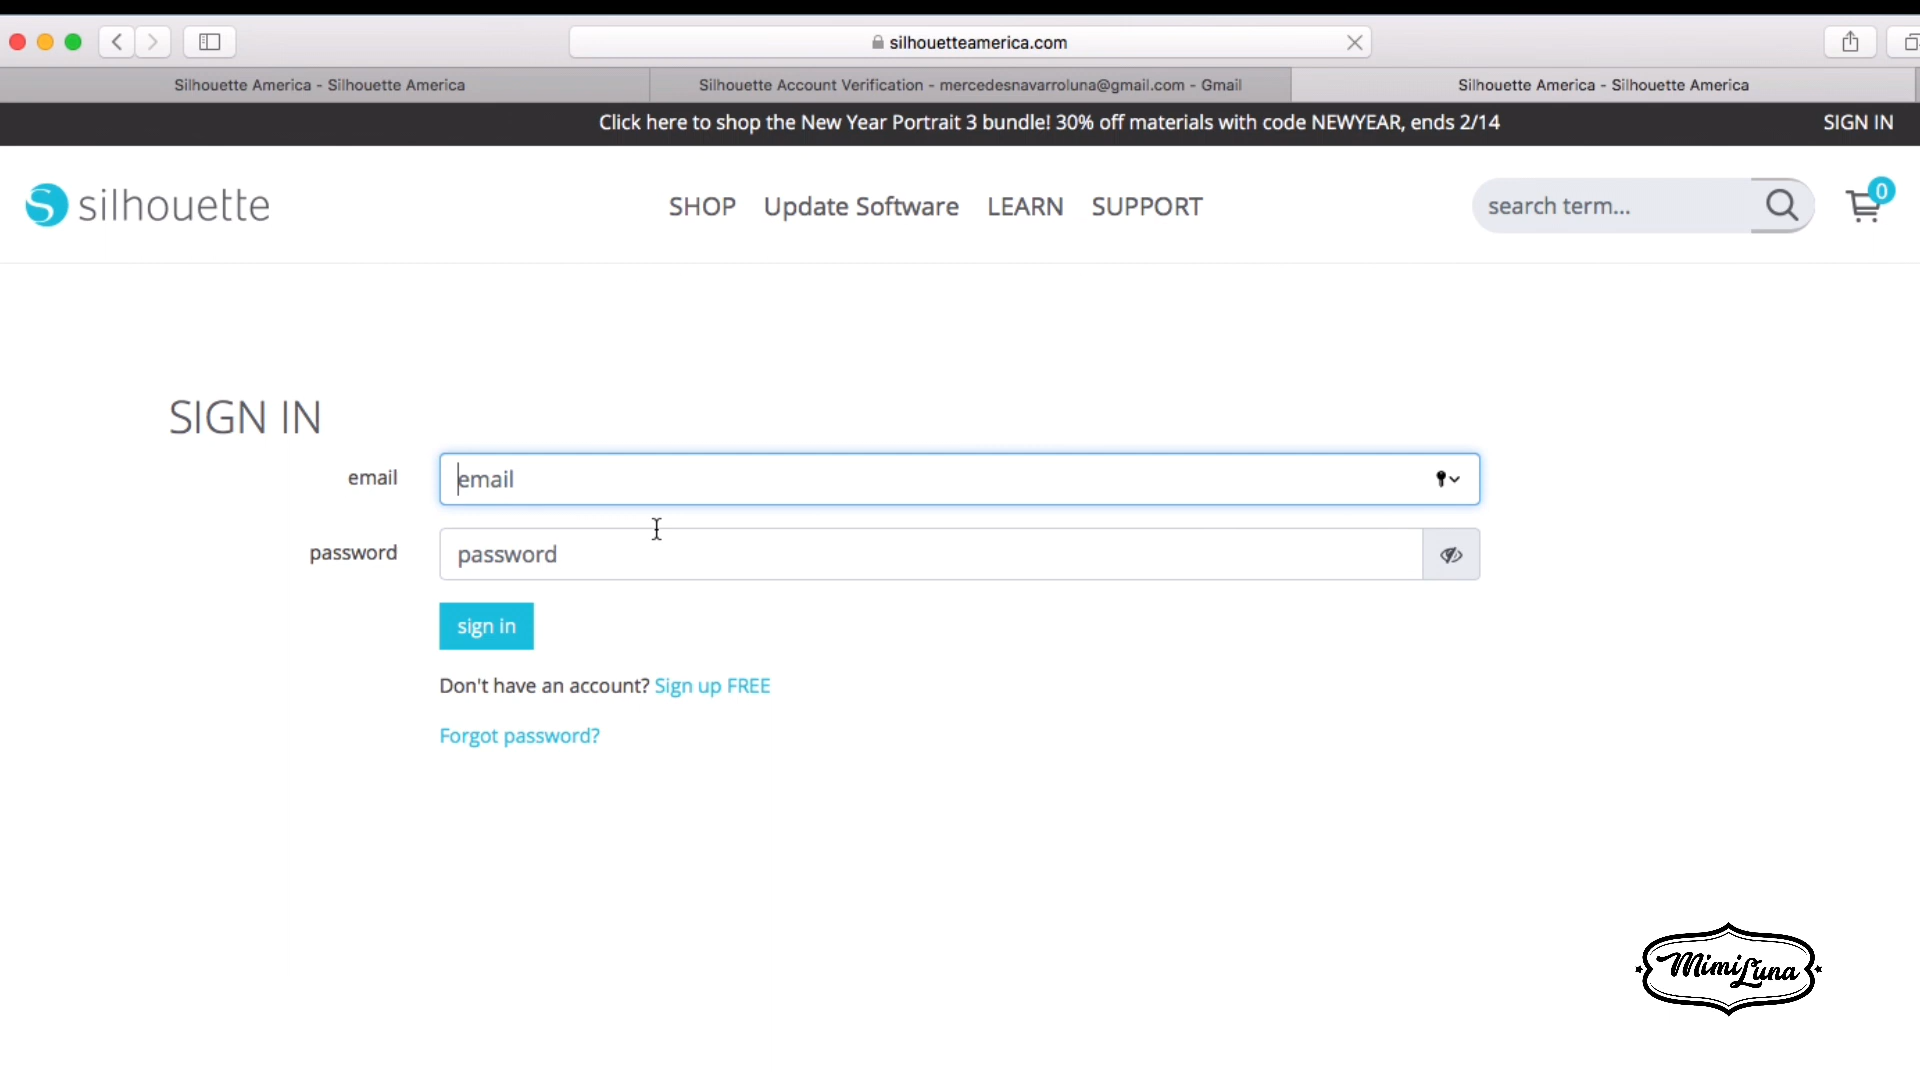 silhouetteamerica.com
Silhouette America - Silhouette America
Silhouette Account Verification - mercedesnavarroluna@gmail.com - Gmail
Silhouette America - Silhouette America
Click here to shop the New Year Portrait 3 bundle! 30% off materials with code NEWYEAR, ends 2/14
SIGN IN
silhouette
SHOP
Update Software
LEARN
SUPPORT
search term...
0
SIGN IN
email
email
password
password
sign in
Don't have an account? Sign up FREE
Forgot password?
Mimi Luna